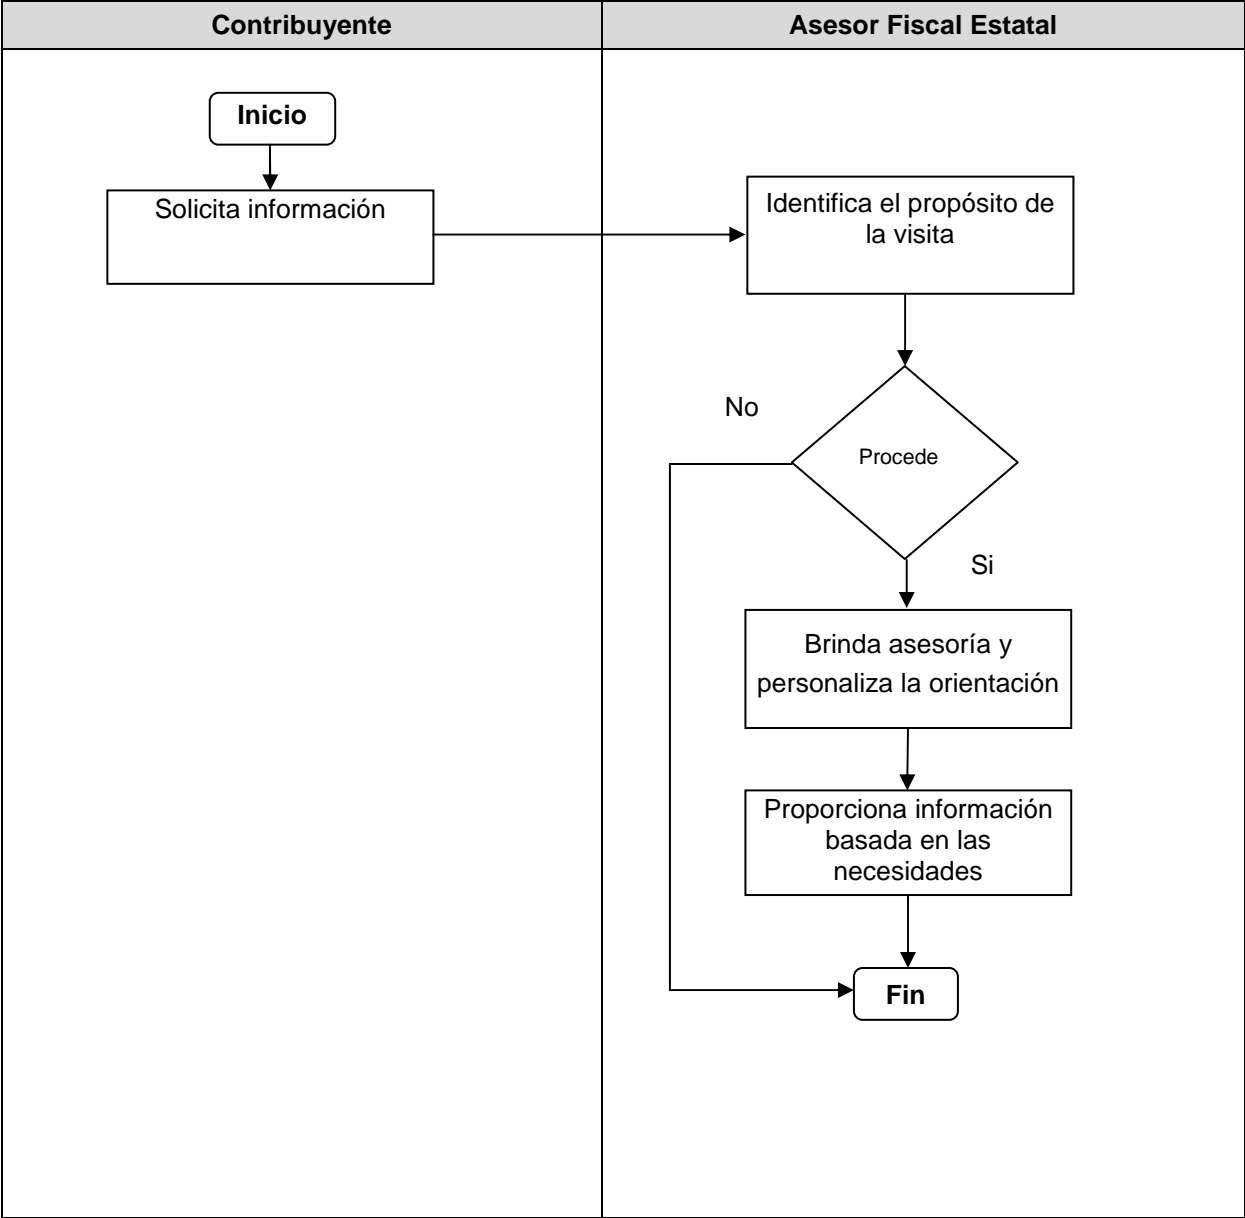 Contribuyente
Asesor Fiscal Estatal
Inicio
Solicita información
Identifica el propósito de
la visita
No
Procede
Si
Brinda asesoría y
personaliza la orientación
Proporciona información
basada en las
necesidades
Fin